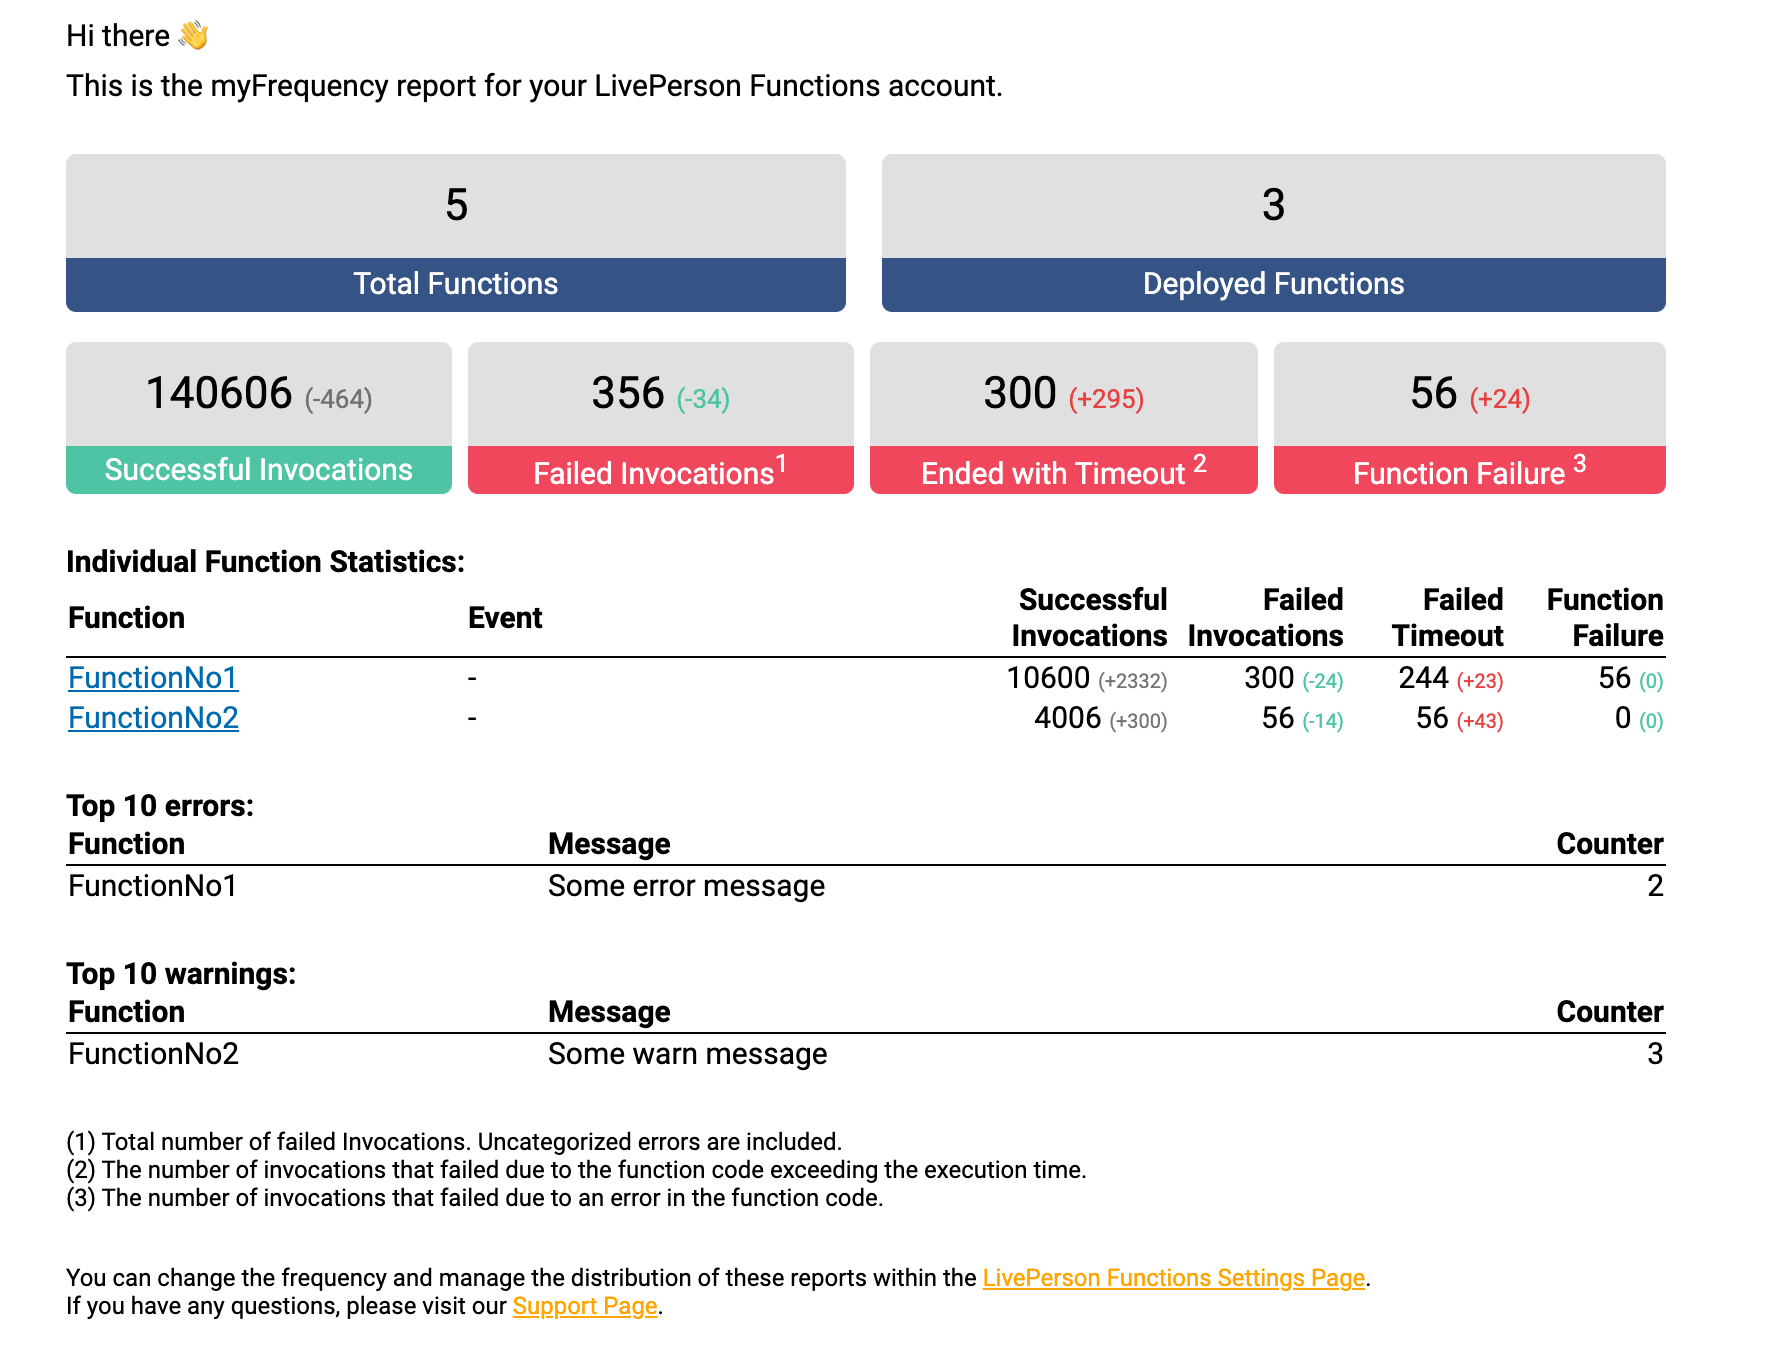 Hi there 👋
This is the myFrequency report for your LivePerson Functions account.
5
Total Functions
3
Deployed Functions
140606 (-464)
Successful Invocations
356 (-34)
Failed Invocations1
300 (+295)
Ended with Timeout 2
56 (+24)
Function Failure 3
Individual Function Statistics:
Function Event Successful Invocations Failed Invocations Failed Timeout Function Failure
FunctionNo1 - 10600 (+2332) 300 (-24) 244 (+23) 56 (0)
FunctionNo2 - 4006 (+300) 56 (-14) 56 (+43) 0 (0)
Top 10 errors:
Function Message Counter
FunctionNo1 Some error message 2
Top 10 warnings:
Function Message Counter
FunctionNo2 Some warn message 3
(1) Total number of failed Invocations. Uncategorized errors are included.
(2) The number of invocations that failed due to the function code exceeding the execution time.
(3) The number of invocations that failed due to an error in the function code.
You can change the frequency and manage the distribution of these reports within the LivePerson Functions Settings Page.
If you have any questions, please visit our Support Page.